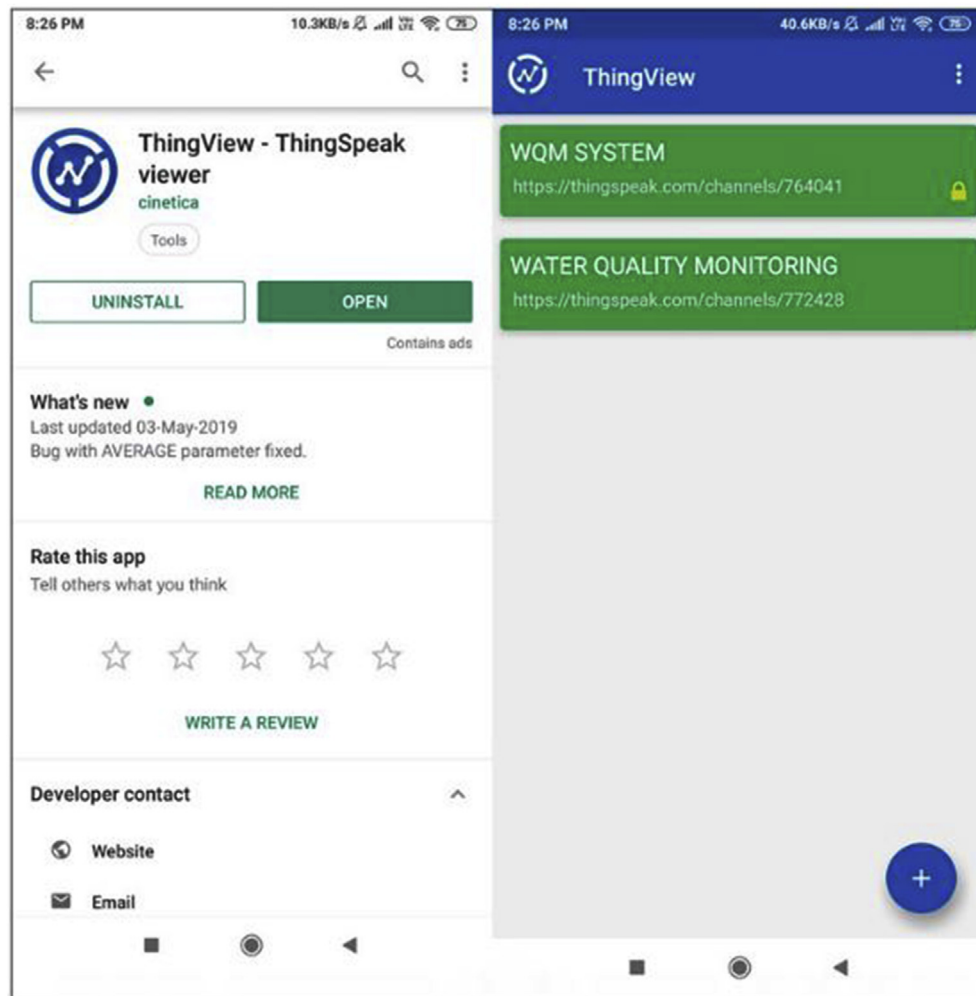 8:26 PM 10.3KB/s 75
ThingView - ThingSpeak
viewer
cinetica
Tools
UNINSTALL OPEN
Contains ads
What's new
Last updated 03-May-2019
Bug with AVERAGE parameter fixed.
READ MORE
Rate this app
Tell others what you think
WRITE A REVIEW
Developer contact
Website
Email
8:26 PM 40.6KB/s 75
ThingView
WQM SYSTEM
https://thingspeak.com/channels/764041
WATER QUALITY MONITORING
https://thingspeak.com/channels/772428
+